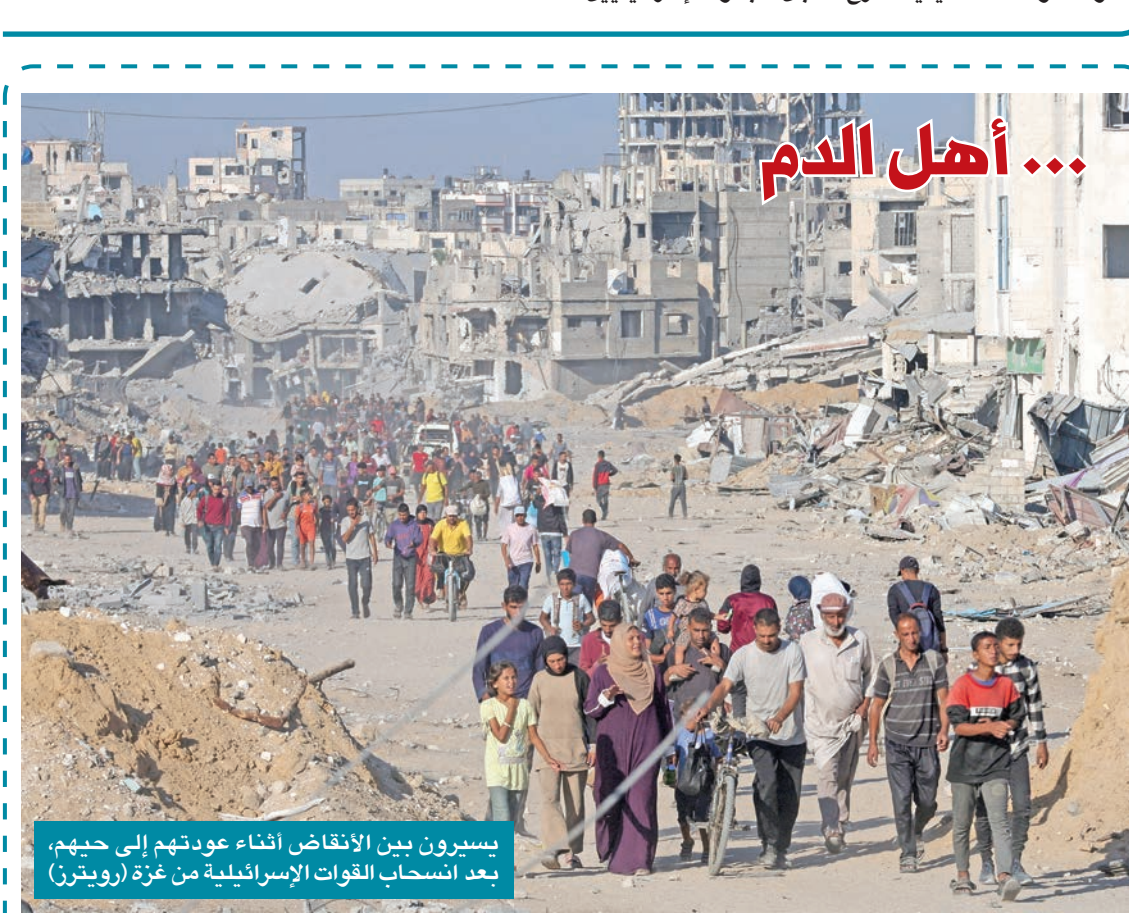 ... أهل الدم
يسيرون بين الأنقاض أثناء عودتهم إلى حيهم،
بعد انسحاب القوات الإسرائيلية من غزة (رويترز)